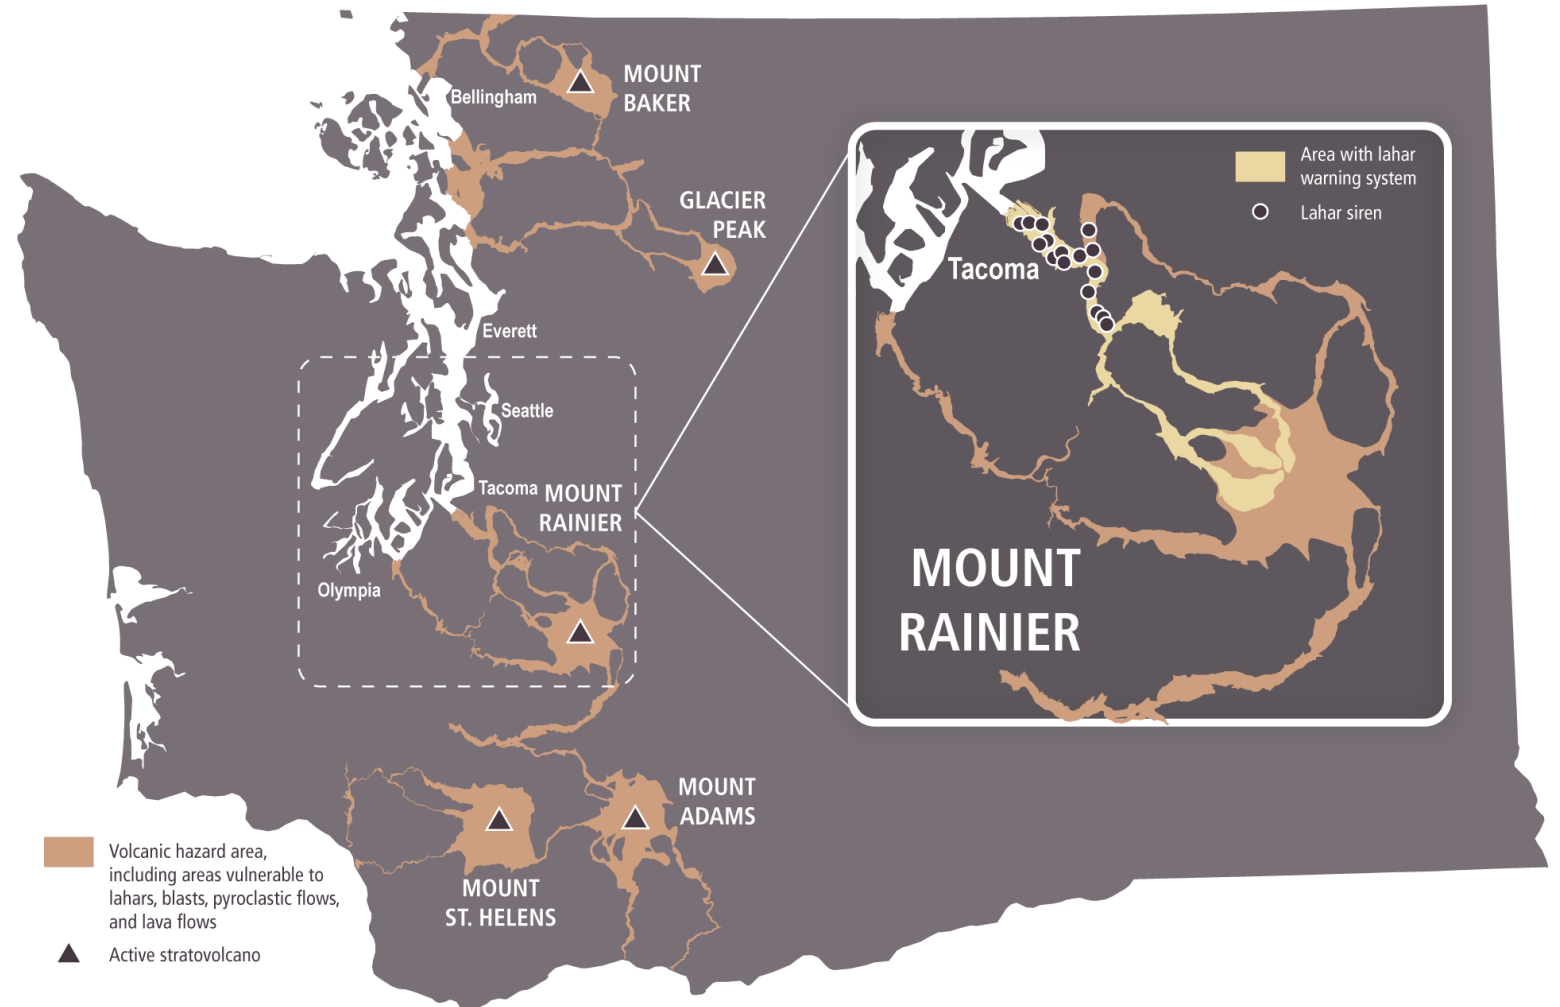 MOUNT
BAKER
Bellingham
GLACIER
PEAK
Everett
Seattle
Tacoma
MOUNT
RAINIER
Olympia
MOUNT
ADAMS
MOUNT
ST. HELENS
Volcanic hazard area,
including areas vulnerable to
lahars, blasts, pyroclastic flows,
and lava flows
Active stratovolcano
Area with lahar
warning system
Lahar siren
Tacoma
MOUNT
RAINIER